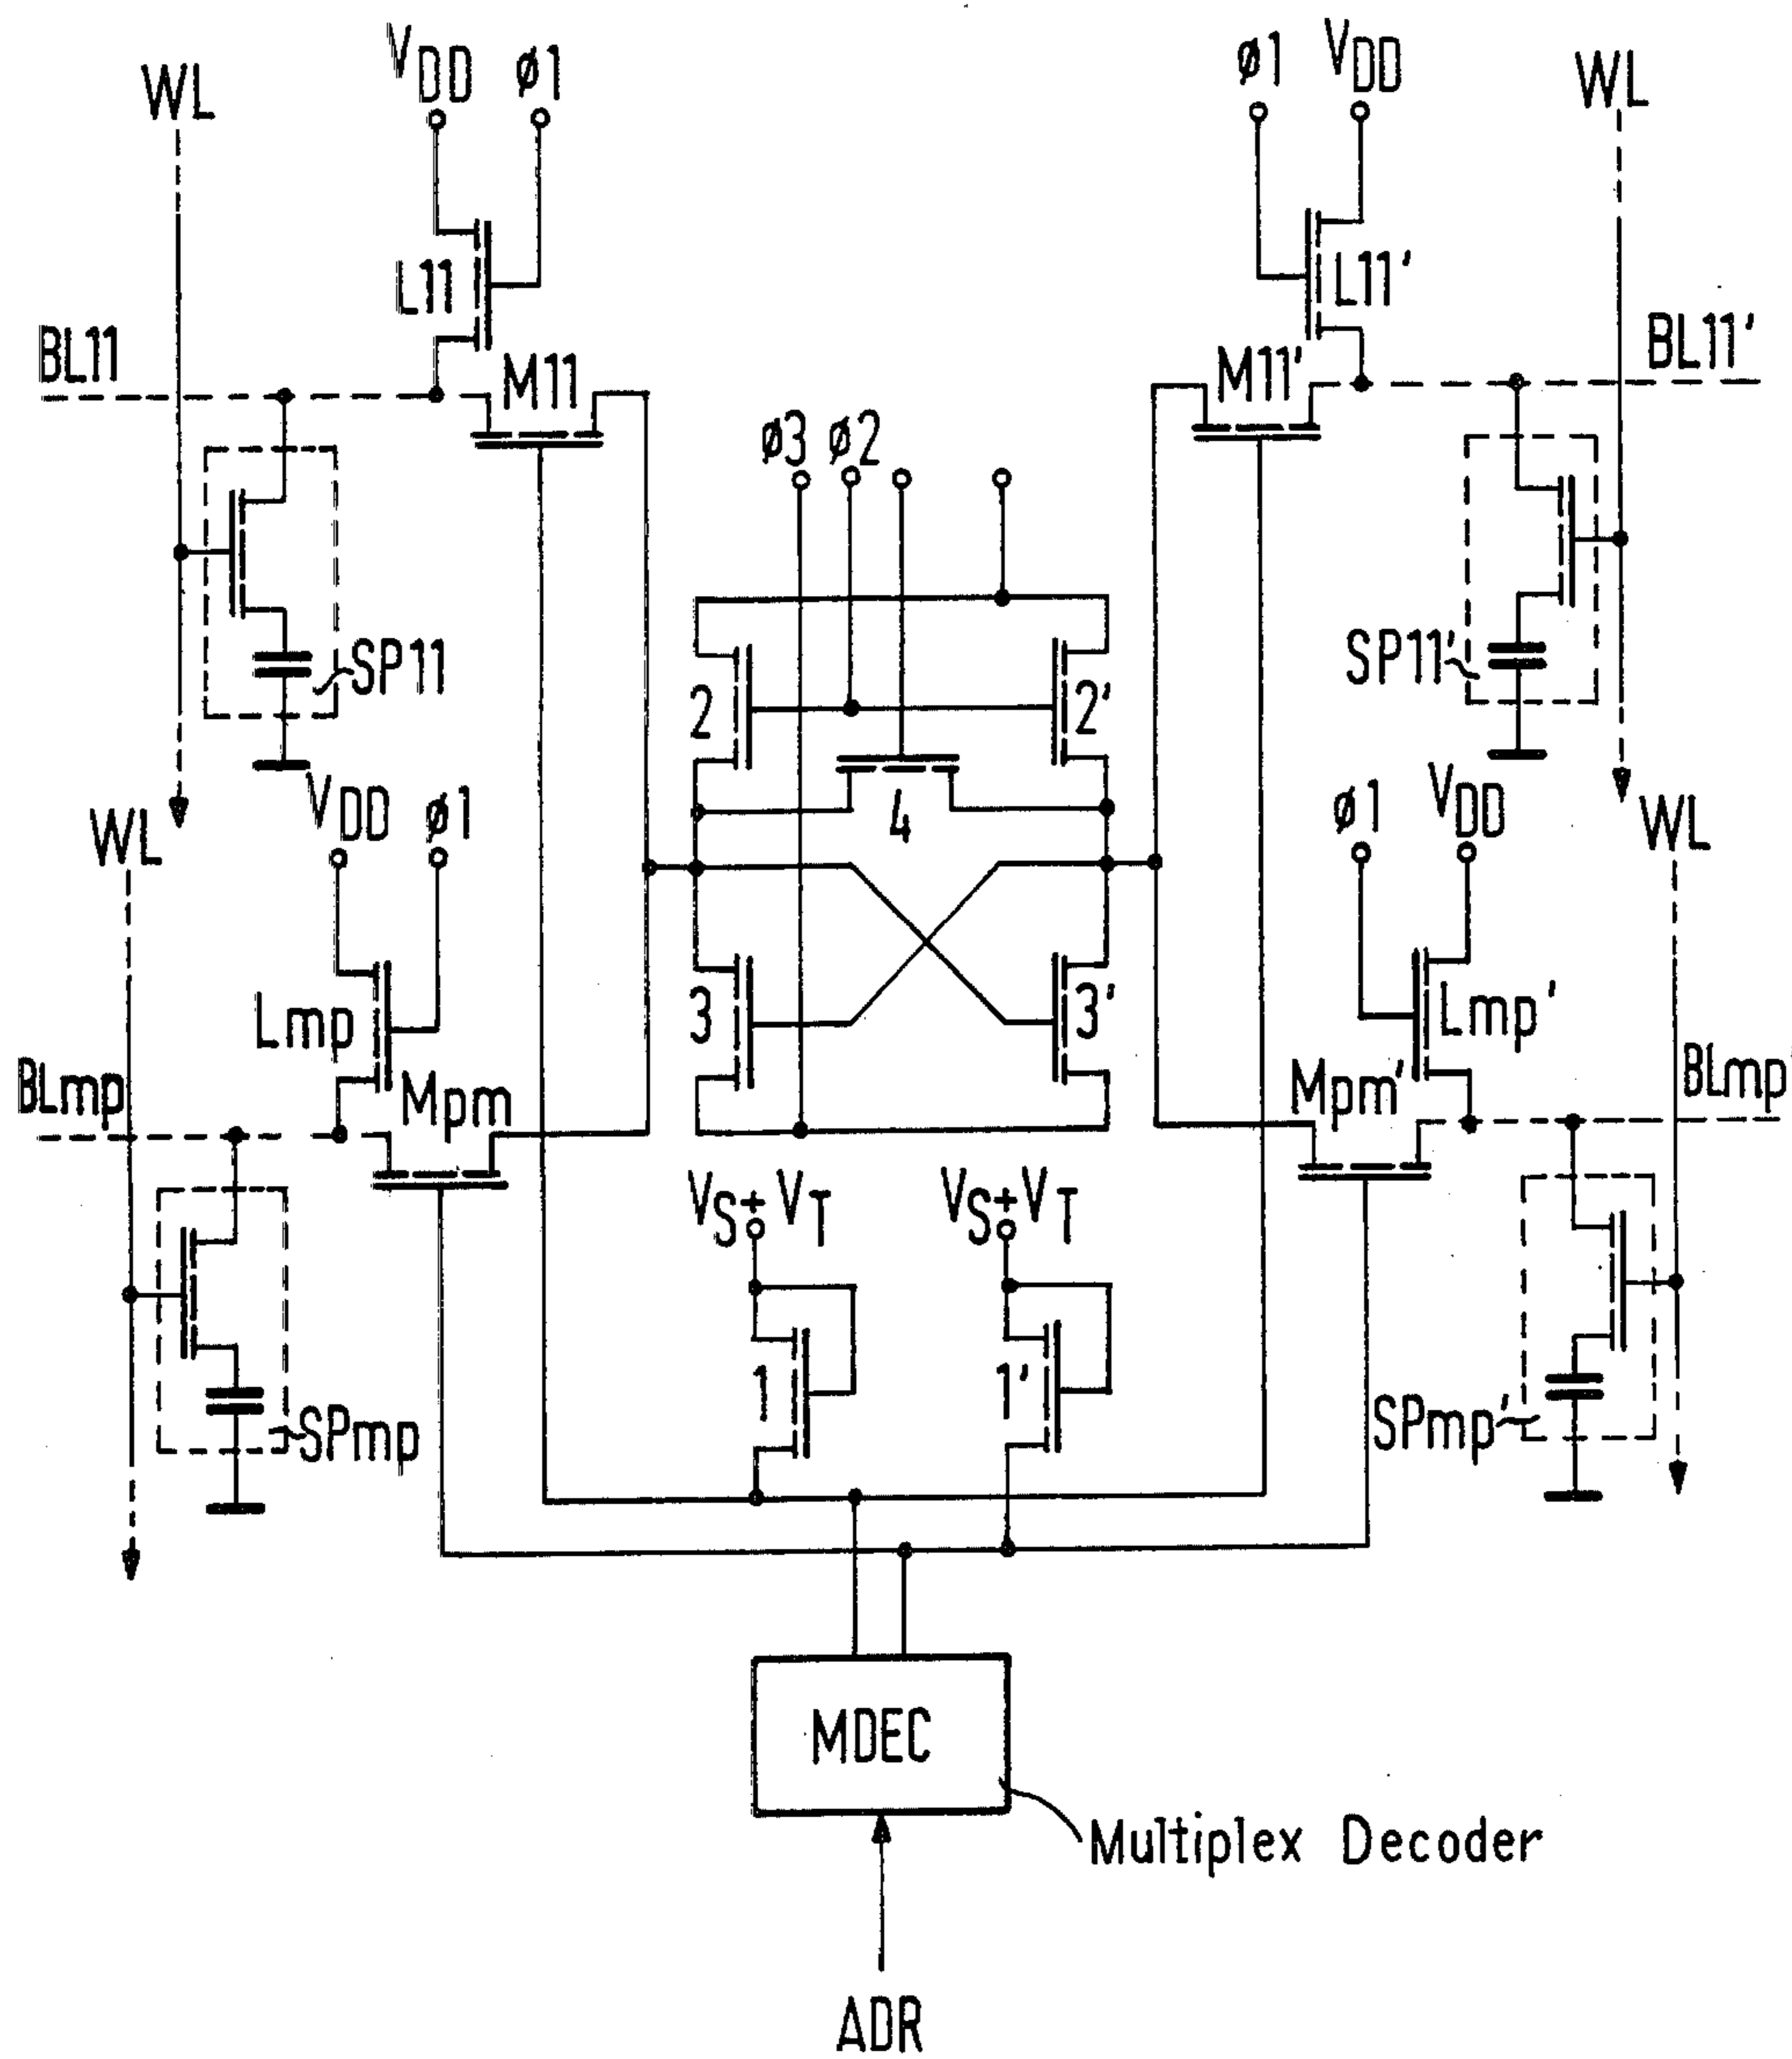 WL
VDD
ø1
ø1
VDD
WL
L11
L11'
BL11
M11
M11'
BL11'
ø3
ø2
SP11
2
2'
SP11'
4
WL
VDD
ø1
ø1
VDD
WL
3
3'
Lmp
Lmp'
BLmp
Mpm
Mpm'
BLmp
VS+VT
VS+VT
1
1'
SPmp
SPmp'
MDEC
Multiplex Decoder
ADR